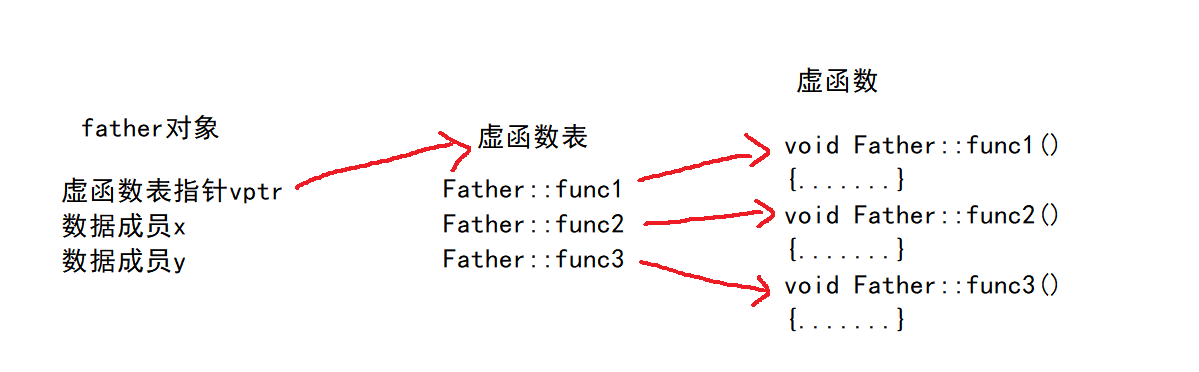 father对象
虚函数表指针vptr
数据成员x
数据成员y
虚函数表
Father::func1
Father::func2
Father::func3
虚函数
void Father::func1()
{.......}
void Father::func2()
{.......}
void Father::func3()
{.......}